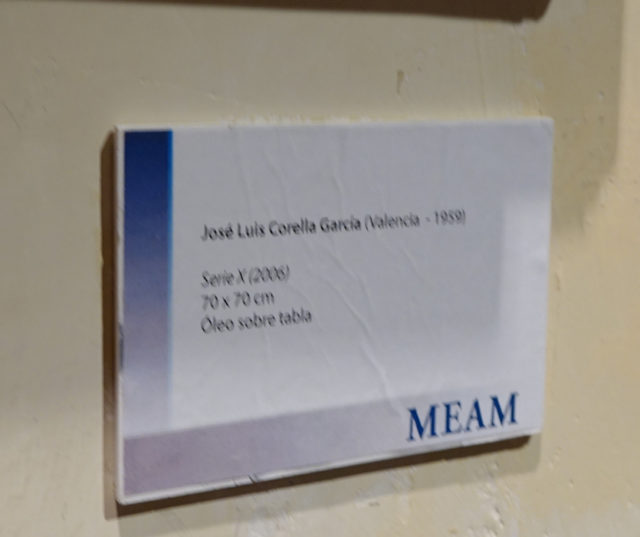 José Luis Corella García (Valencia - 1959)
Serie X (2006)
70 x 70 cm
Óleo sobre tabla
MEAM